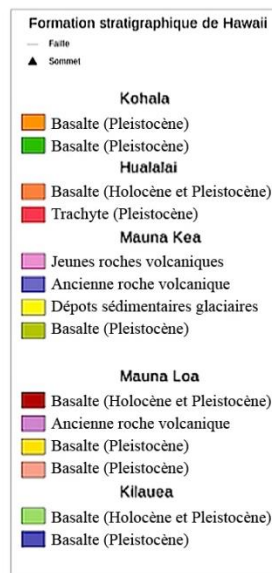 Formation stratigraphique de Hawaii
Faille
Sommet
Kohala
Basalte (Pleistocène)
Basalte (Pleistocène)
Hualalai
Basalte (Holocène et Pleistocène)
Trachyte (Pleistocène)
Mauna Kea
Jeunes roches volcaniques
Ancienne roche volcanique
Dépots sédimentaires glaciaires
Basalte (Pleistocène)
Mauna Loa
Basalte (Holocène et Pleistocène)
Ancienne roche volcanique
Basalte (Pleistocène)
Basalte (Pleistocène)
Kilauea
Basalte (Holocène et Pleistocène)
Basalte (Pleistocène)